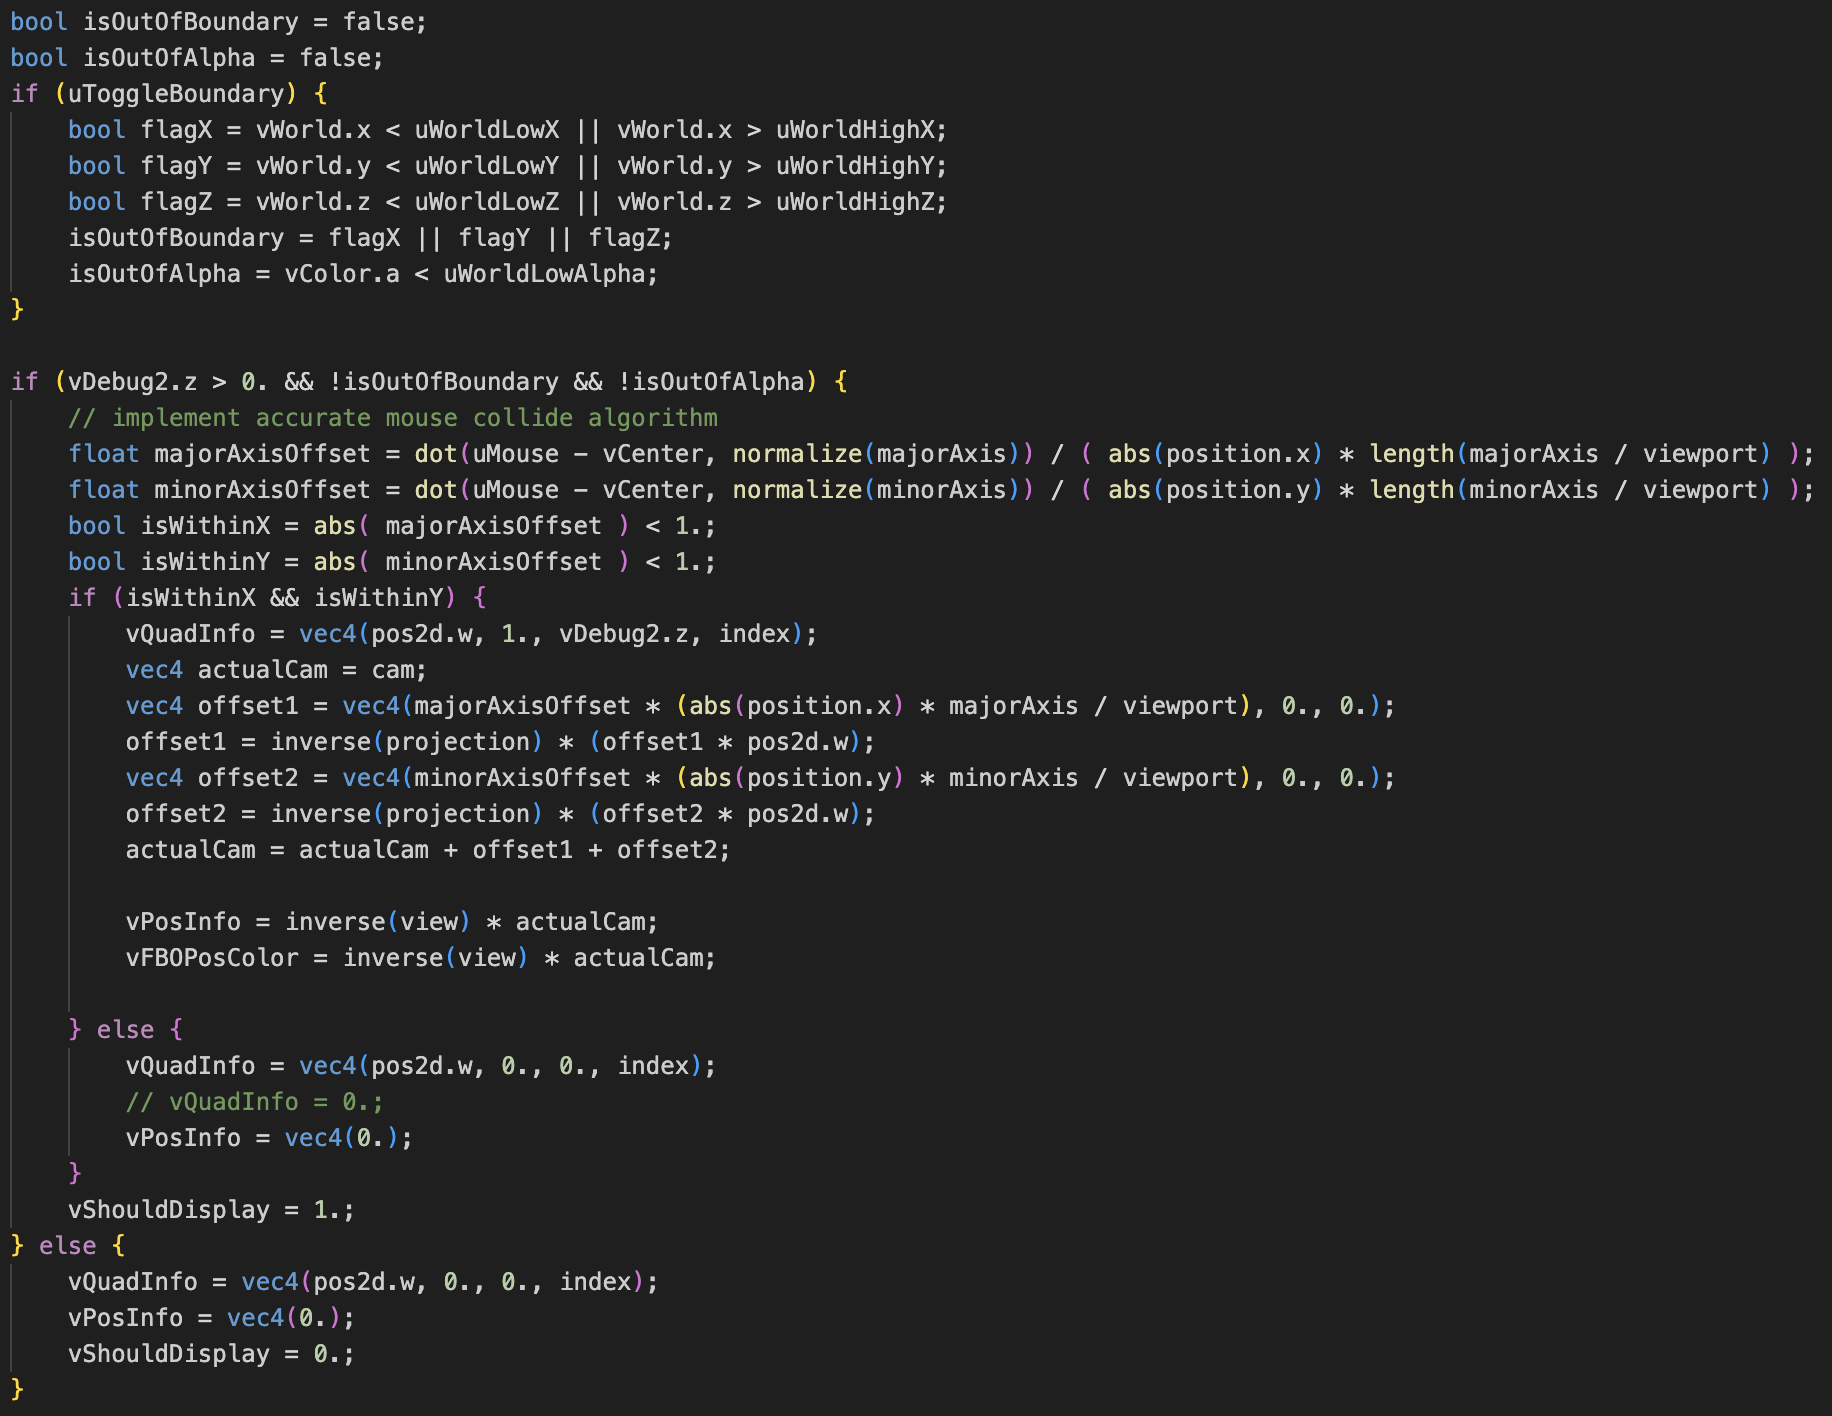 bool isOutOfBoundary = false;
bool isOutOfAlpha = false;
if (uToggleBoundary) {
    bool flagX = vWorld.x < uWorldLowX || vWorld.x > uWorldHighX;
    bool flagY = vWorld.y < uWorldLowY || vWorld.y > uWorldHighY;
    bool flagZ = vWorld.z < uWorldLowZ || vWorld.z > uWorldHighZ;
    isOutOfBoundary = flagX || flagY || flagZ;
    isOutOfAlpha = vColor.a < uWorldLowAlpha;
}

if (vDebug2.z > 0. && !isOutOfBoundary && !isOutOfAlpha) {
    // implement accurate mouse collide algorithm
    float majorAxisOffset = dot(uMouse - vCenter, normalize(majorAxis)) / ( abs(position.x) * length(majorAxis / viewport) );
    float minorAxisOffset = dot(uMouse - vCenter, normalize(minorAxis)) / ( abs(position.y) * length(minorAxis / viewport) );
    bool isWithinX = abs( majorAxisOffset ) < 1.;
    bool isWithinY = abs( minorAxisOffset ) < 1.;
    if (isWithinX && isWithinY) {
        vQuadInfo = vec4(pos2d.w, 1., vDebug2.z, index);
        vec4 actualCam = cam;
        vec4 offset1 = vec4(majorAxisOffset * (abs(position.x) * majorAxis / viewport), 0., 0.);
        offset1 = inverse(projection) * (offset1 * pos2d.w);
        vec4 offset2 = vec4(minorAxisOffset * (abs(position.y) * minorAxis / viewport), 0., 0.);
        offset2 = inverse(projection) * (offset2 * pos2d.w);
        actualCam = actualCam + offset1 + offset2;

        vPosInfo = inverse(view) * actualCam;
        vFBOPosColor = inverse(view) * actualCam;

    } else {
        vQuadInfo = vec4(pos2d.w, 0., 0., index);
        // vQuadInfo = 0.;
        vPosInfo = vec4(0.);
    }
    vShouldDisplay = 1.;
} else {
    vQuadInfo = vec4(pos2d.w, 0., 0., index);
    vPosInfo = vec4(0.);
    vShouldDisplay = 0.;
}